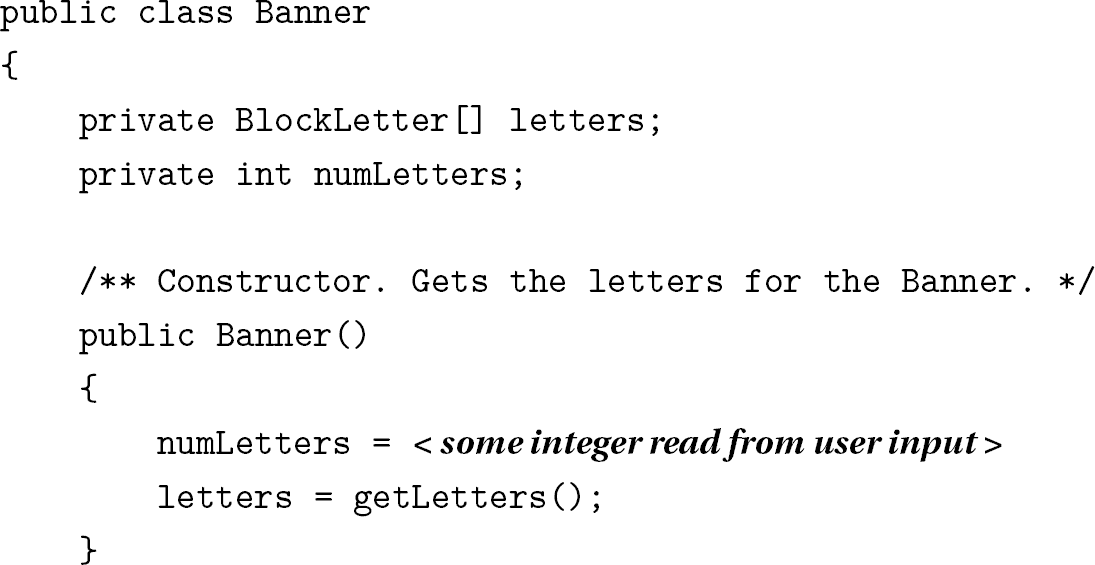 public class Banner
{
    private BlockLetter[] letters;
    private int numLetters;

    /** Constructor. Gets the letters for the Banner. */
    public Banner()
    {
        numLetters = < some integer read from user input >
        letters = getLetters();
    }